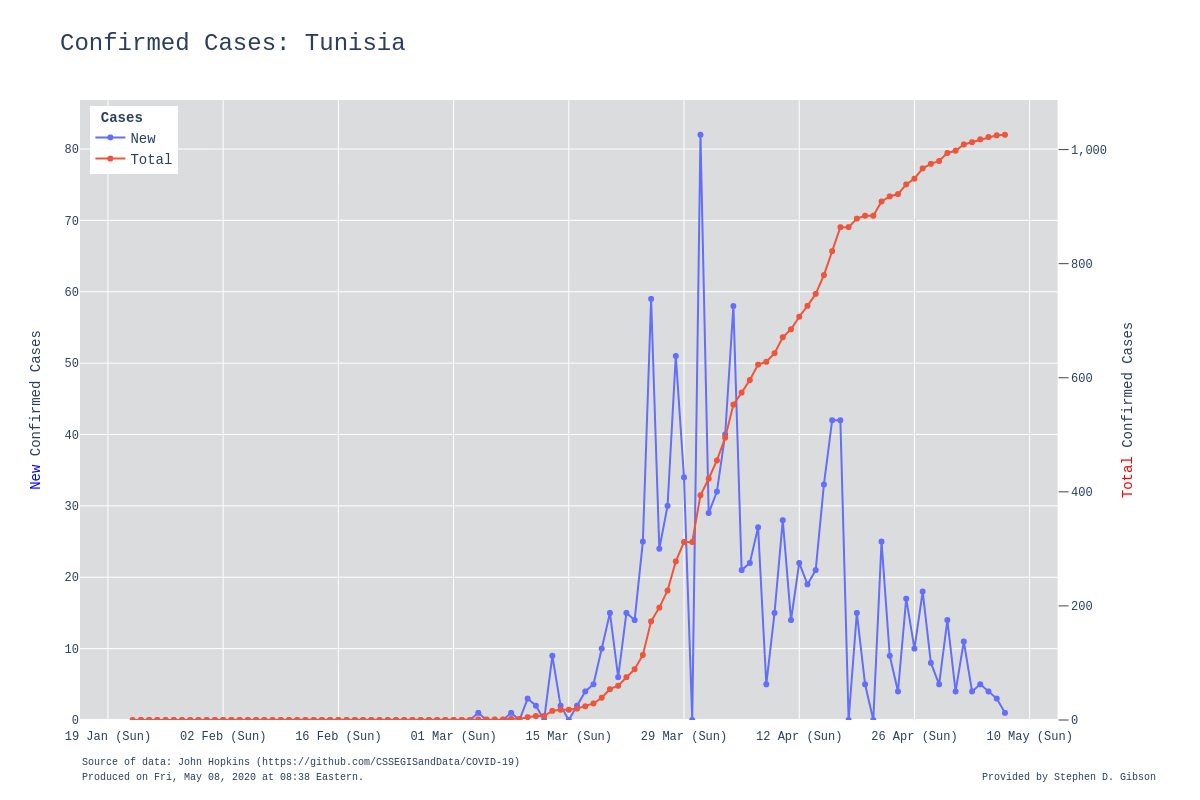 Confirmed Cases: Tunisia
Cases
New
Total
80
70
60
50
40
30
20
10
0
New Confirmed Cases
1,000
800
600
400
200
0
Total Confirmed Cases
19 Jan (Sun) 02 Feb (Sun) 16 Feb (Sun) 01 Mar (Sun) 15 Mar (Sun) 29 Mar (Sun) 12 Apr (Sun) 26 Apr (Sun) 10 May (Sun)
Source of data: John Hopkins (https://github.com/CSSEGISandData/COVID-19)
Produced on Fri, May 08, 2020 at 08:38 Eastern.
Provided by Stephen D. Gibson